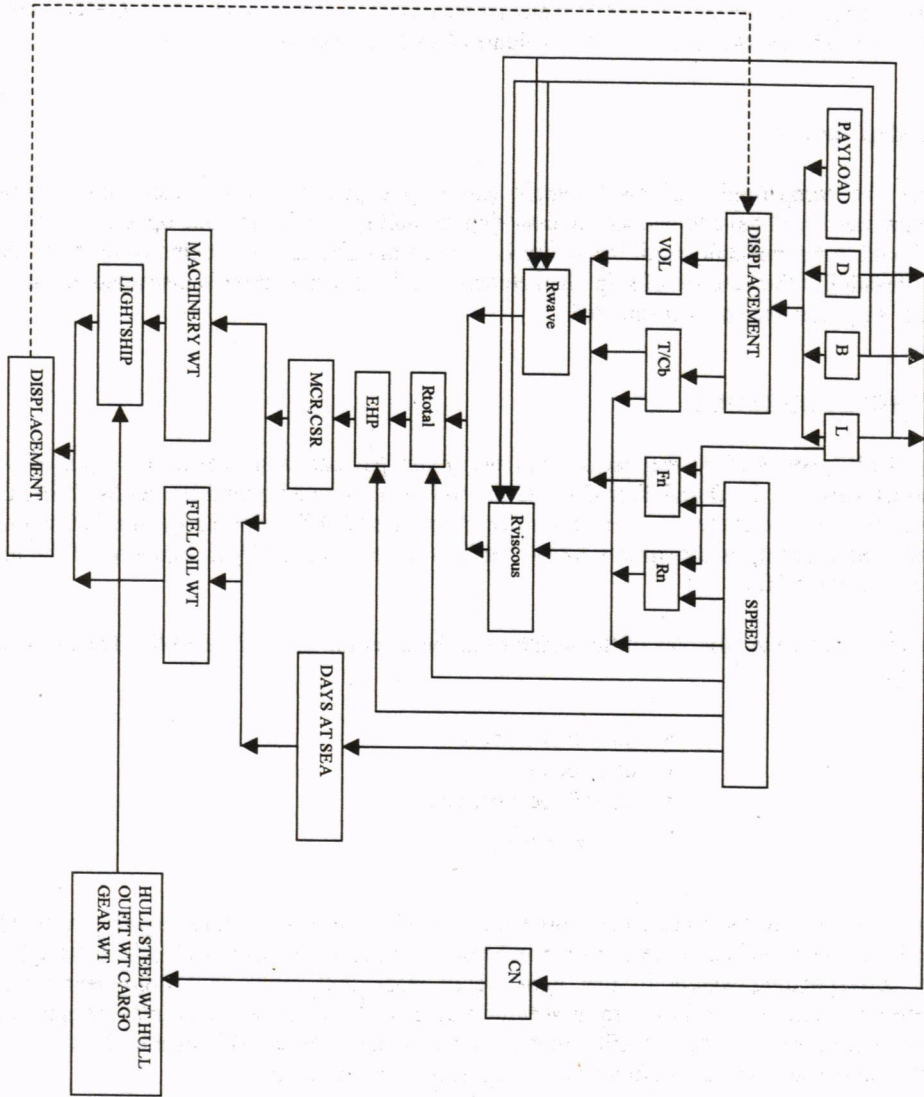 PAYLOAD
D
B
L
SPEED
DISPLACEMENT
VOL
T/Cb
Fn
Rn
Rwave
Rviscous
Rtotal
EHP
MCR,CSR
DAYS AT SEA
MACHINERY WT
FUEL OIL WT
LIGHTSHIP
DISPLACEMENT
CN
HULL STEEL WT HULL
OUFIT WT CARGO
GEAR WT